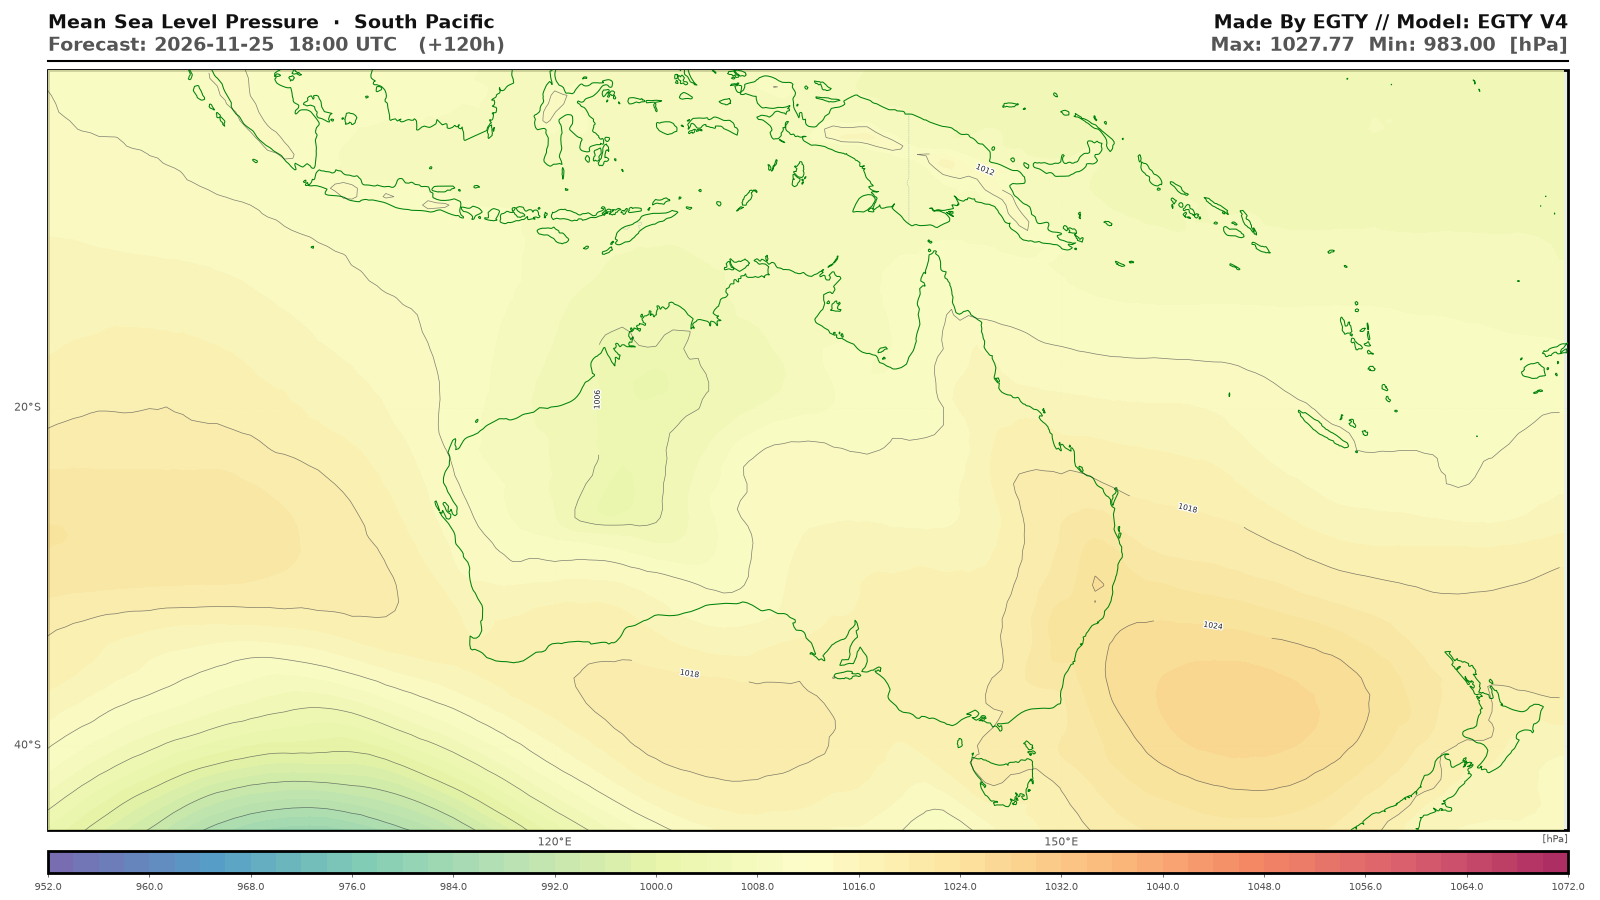 Mean Sea Level Pressure · South Pacific
Made By EGTY // Model: EGTY V4
Forecast: 2026-11-25 18:00 UTC (+120h)
Max: 1027.77 Min: 983.00 [hPa]
1012
1006
20°S
1018
1024
1018
40°S
120°E
150°E
[hPa]
952.0
960.0
968.0
976.0
984.0
992.0
1000.0
1008.0
1016.0
1024.0
1032.0
1040.0
1048.0
1056.0
1064.0
1072.0